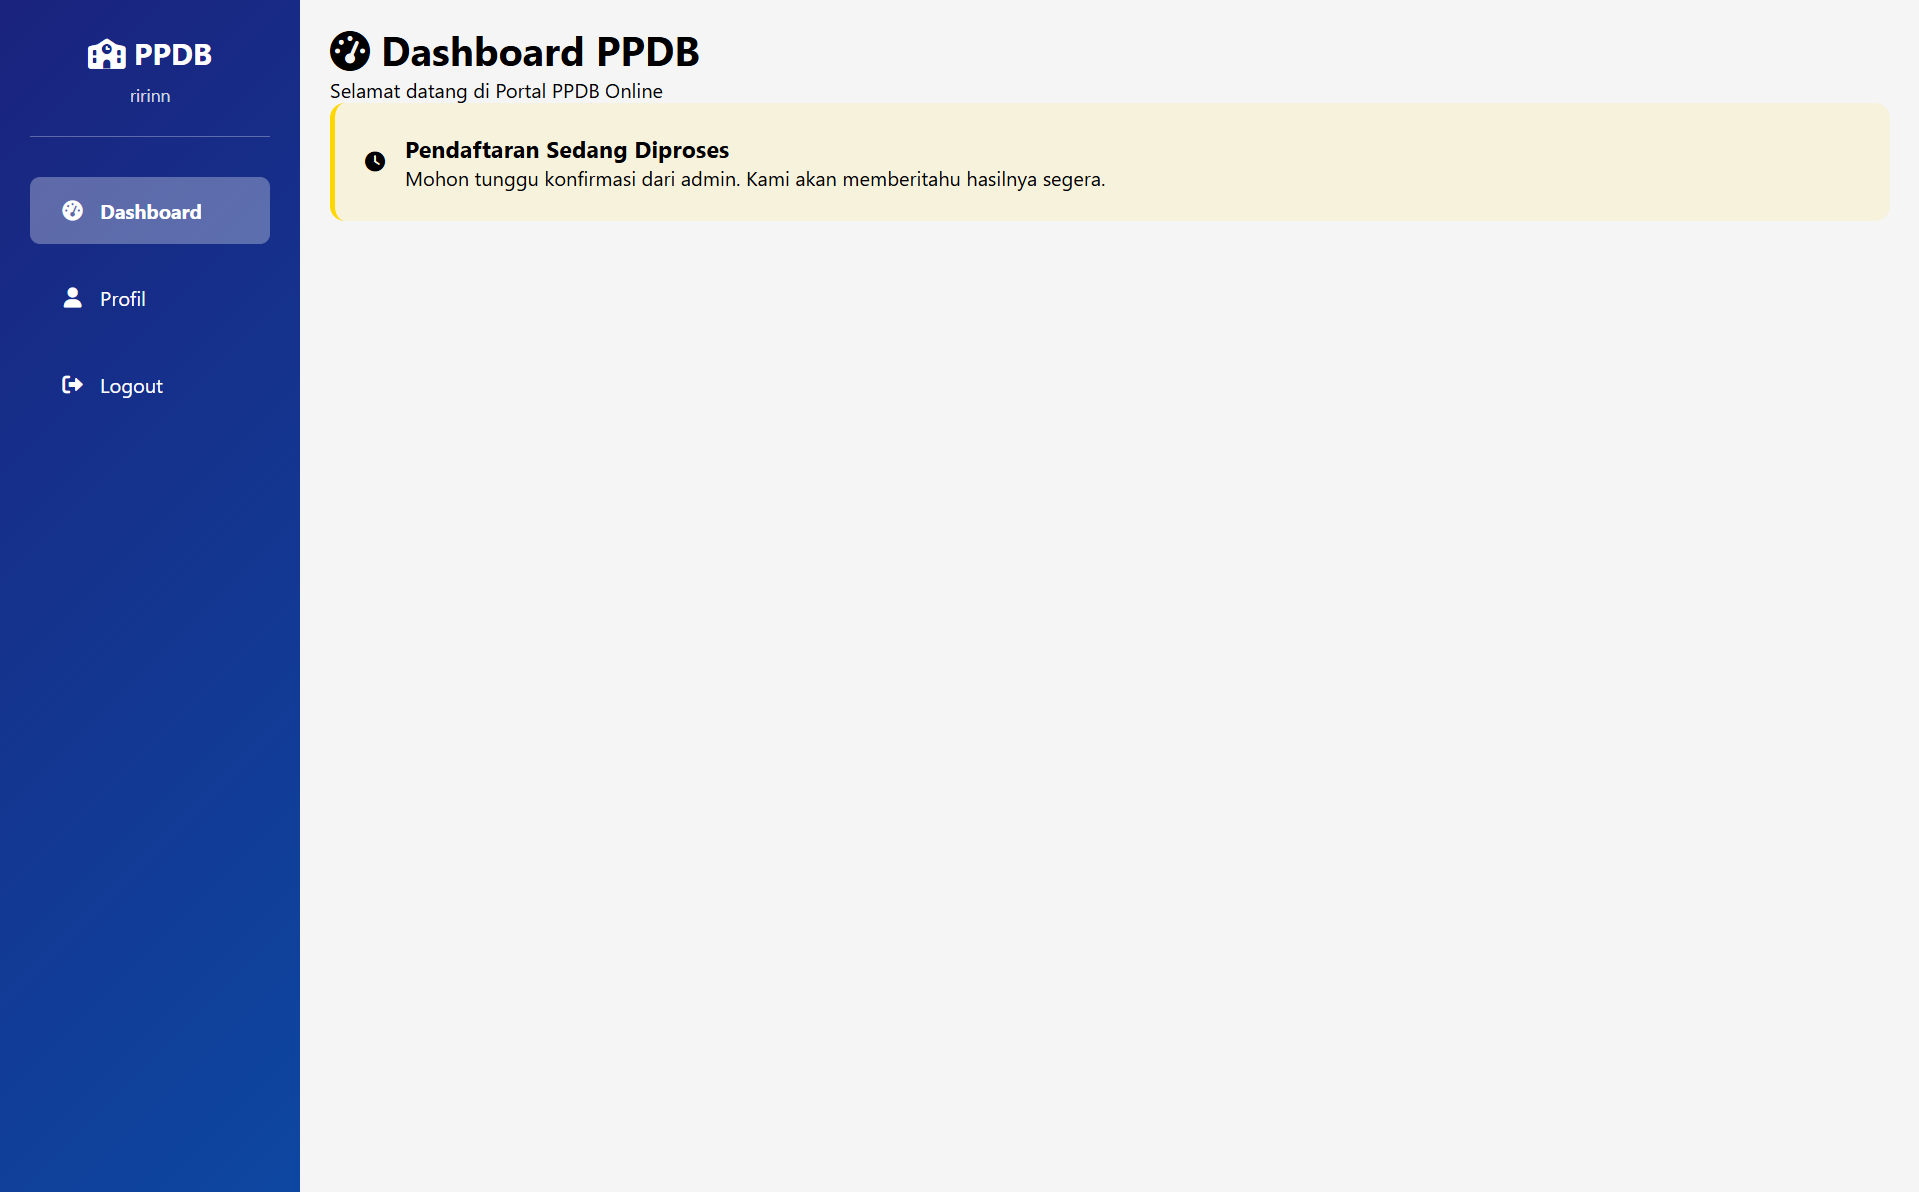 PPDB
ririnn
Dashboard
Profil
Logout
Dashboard PPDB
Selamat datang di Portal PPDB Online
Pendaftaran Sedang Diproses
Mohon tunggu konfirmasi dari admin. Kami akan memberitahu hasilnya segera.